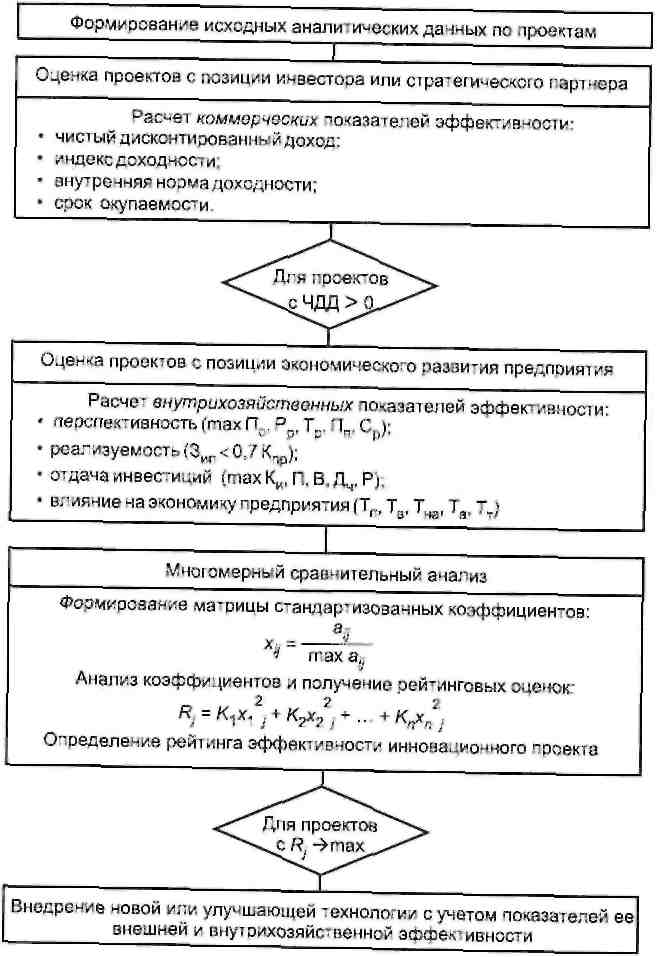 Формирование исходных аналитических данных по проектам
Оценка проектов с позиции инвестора или стратегического партнера
Расчет коммерческих показателей эффективности:
• чистый дисконтированный доход;
• индекс доходности;
• внутренняя норма доходности;
• срок окупаемости.
Для проектов
с ЧДД > 0
Оценка проектов с позиции экономического развития предприятия
Расчет внутрихозяйственных показателей эффективности:
• перспективность (max Пс, Рр, Тр, Пп, Ср);
• реализуемость (Зип < 0,7 Кпр);
• отдача инвестиций (max Ки, П, В, Дч, Р);
• влияние на экономику предприятия (Тп, Тв, Тна, Та, Тт)
Многомерный сравнительный анализ
Формирование матрицы стандартизованных коэффициентов:
xij = aij / max aij
Анализ коэффициентов и получение рейтинговых оценок:
Rj = K1x1j² + K2x2j² + ... + Knxnj²
Определение рейтинга эффективности инновационного проекта
Для проектов
с Rj →max
Внедрение новой или улучшающей технологии с учетом показателей ее
внешней и внутрихозяйственной эффективности